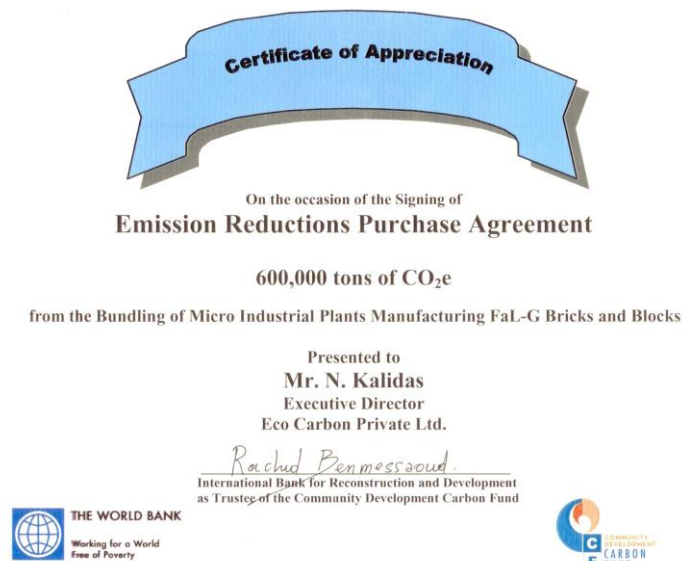 Certificate of Appreciation
On the occasion of the Signing of
Emission Reductions Purchase Agreement
600,000 tons of CO₂e
from the Bundling of Micro Industrial Plants Manufacturing FaL-G Bricks and Blocks
Presented to
Mr. N. Kalidas
Executive Director
Eco Carbon Private Ltd.
Rachid Benmessaoud.
International Bank for Reconstruction and Development
as Trustee of the Community Development Carbon Fund
THE WORLD BANK
Working for a World
Free of Poverty
COMMUNITY
DEVELOPMENT
C CARBON
F